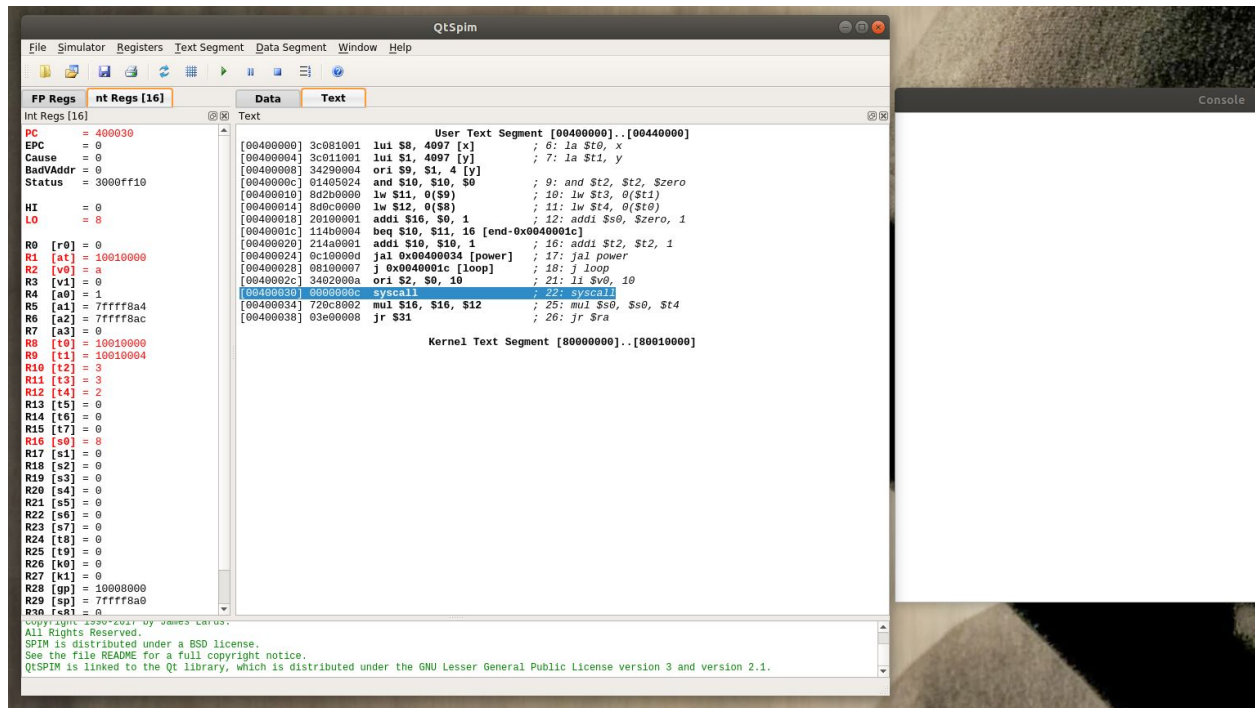 QtSpim
File Simulator Registers Text Segment Data Segment Window Help
FP Regs nt Regs [16] Data Text
Int Regs [16] Text
PC = 400030
EPC = 0
Cause = 0
BadVAddr = 0
Status = 3000ff10
HI = 0
LO = 8
R0 [r0] = 0
R1 [at] = 10010000
R2 [v0] = a
R3 [v1] = 0
R4 [a0] = 1
R5 [a1] = 7ffff8a4
R6 [a2] = 7ffff8ac
R7 [a3] = 0
R8 [t0] = 10010000
R9 [t1] = 10010004
R10 [t2] = 3
R11 [t3] = 3
R12 [t4] = 2
R13 [t5] = 0
R14 [t6] = 0
R15 [t7] = 0
R16 [s0] = 8
R17 [s1] = 0
R18 [s2] = 0
R19 [s3] = 0
R20 [s4] = 0
R21 [s5] = 0
R22 [s6] = 0
R23 [s7] = 0
R24 [t8] = 0
R25 [t9] = 0
R26 [k0] = 0
R27 [k1] = 0
R28 [gp] = 10008000
R29 [sp] = 7ffff8a0
R30 [s8] = 0
User Text Segment [00400000]..[00440000]
[00400000] 3c081001 lui $8, 4097 [x] ; 6: la $t0, x
[00400004] 3c011001 lui $1, 4097 [y] ; 7: la $t1, y
[00400008] 34290004 ori $9, $1, 4 [y]
[0040000c] 01405024 and $10, $10, $0 ; 9: and $t2, $t2, $zero
[00400010] 8d2b0000 lw $11, 0($9) ; 10: lw $t3, 0($t1)
[00400014] 8d0c0000 lw $12, 0($8) ; 11: lw $t4, 0($t0)
[00400018] 20100001 addi $16, $0, 1 ; 12: addi $s0, $zero, 1
[0040001c] 114b0004 beq $10, $11, 16 [end-0x0040001c]
[00400020] 214a0001 addi $10, $10, 1 ; 16: addi $t2, $t2, 1
[00400024] 0c10000d jal 0x00400034 [power] ; 17: jal power
[00400028] 08100007 j 0x0040001c [loop] ; 18: j loop
[0040002c] 3402000a ori $2, $0, 10 ; 21: li $v0, 10
[00400030] 0000000c syscall ; 22: syscall
[00400034] 720c8002 mul $16, $16, $12 ; 25: mul $s0, $s0, $t4
[00400038] 03e00008 jr $31 ; 26: jr $ra
Kernel Text Segment [80000000]..[80010000]
Copyright 1990-2017 by James Larus.
All Rights Reserved.
SPIM is distributed under a BSD license.
See the file README for a full copyright notice.
QtSPIM is linked to the Qt library, which is distributed under the GNU Lesser General Public License version 3 and version 2.1.
Console